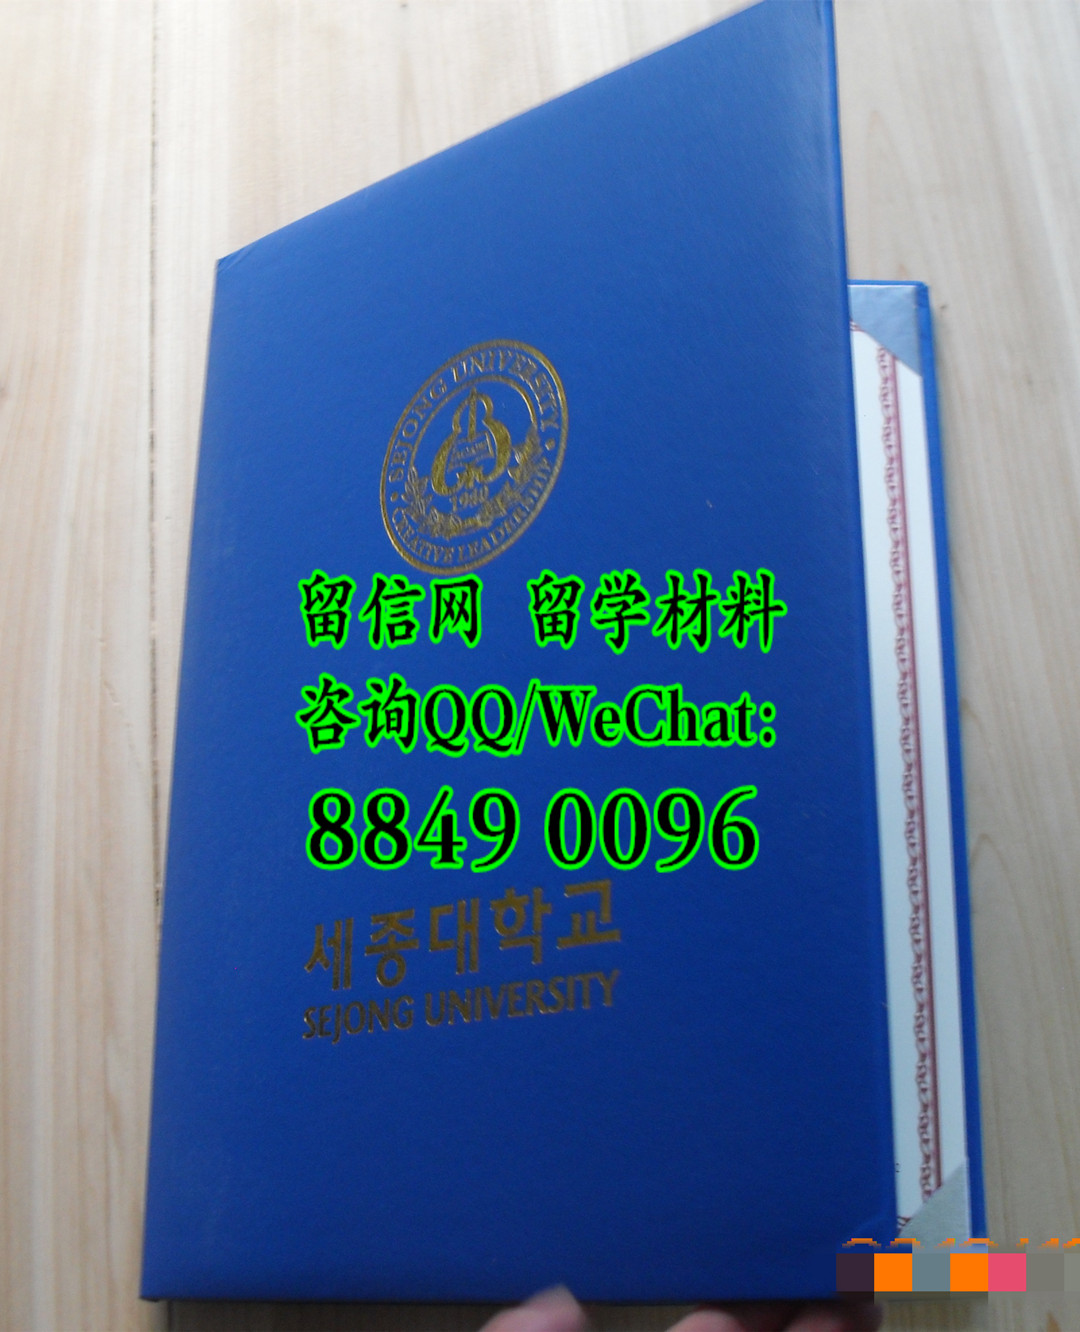 SEJONG UNIVERSITY
1940
CREATIVE LEADERSHIP
留信网 留学材料
咨询QQ/WeChat:
8849 0096
세종대학교
SEJONG UNIVERSITY